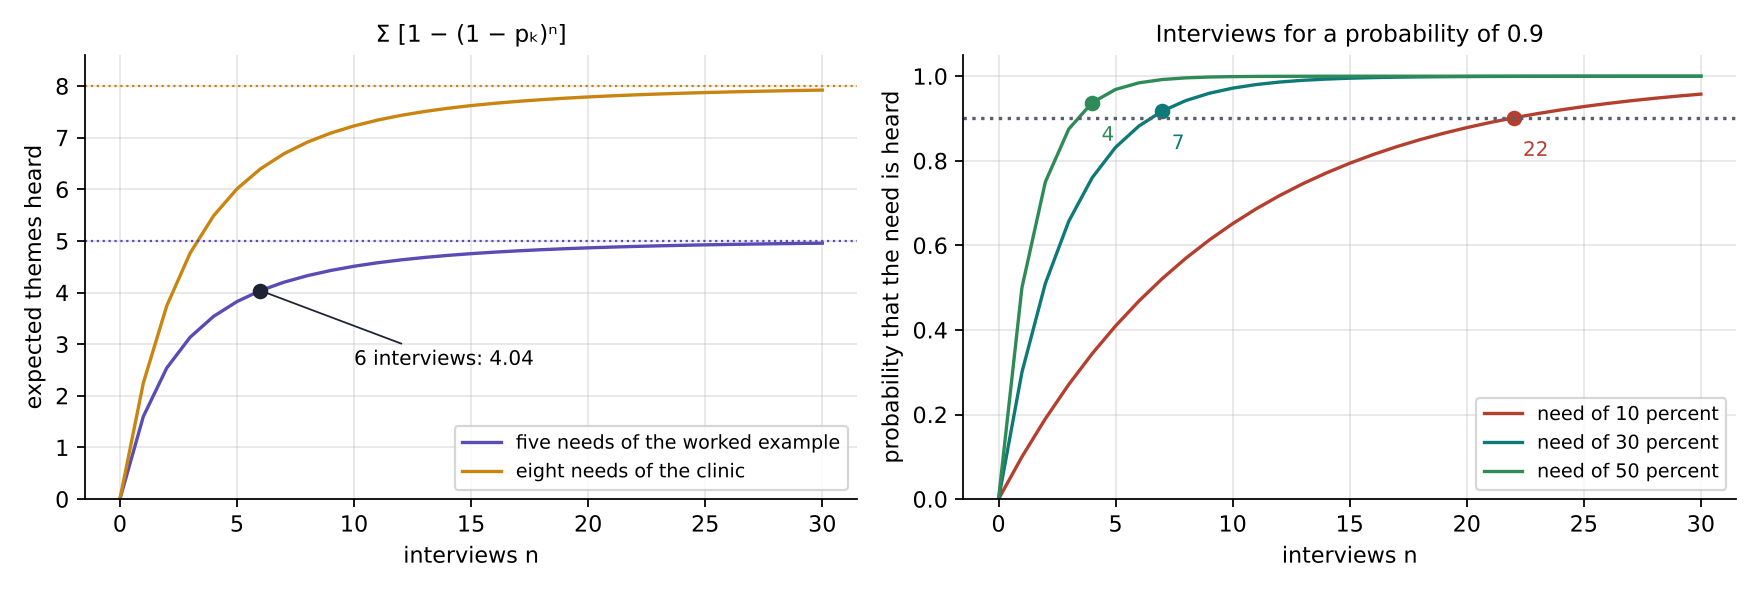 Σ [1 − (1 − pₖ)ⁿ]
expected themes heard
8
7
6
5
4
3
2
1
0
6 interviews: 4.04
five needs of the worked example
eight needs of the clinic
0 5 10 15 20 25 30
interviews n
Interviews for a probability of 0.9
probability that the need is heard
1.0
0.8
0.6
0.4
0.2
0.0
4
7
22
need of 10 percent
need of 30 percent
need of 50 percent
0 5 10 15 20 25 30
interviews n